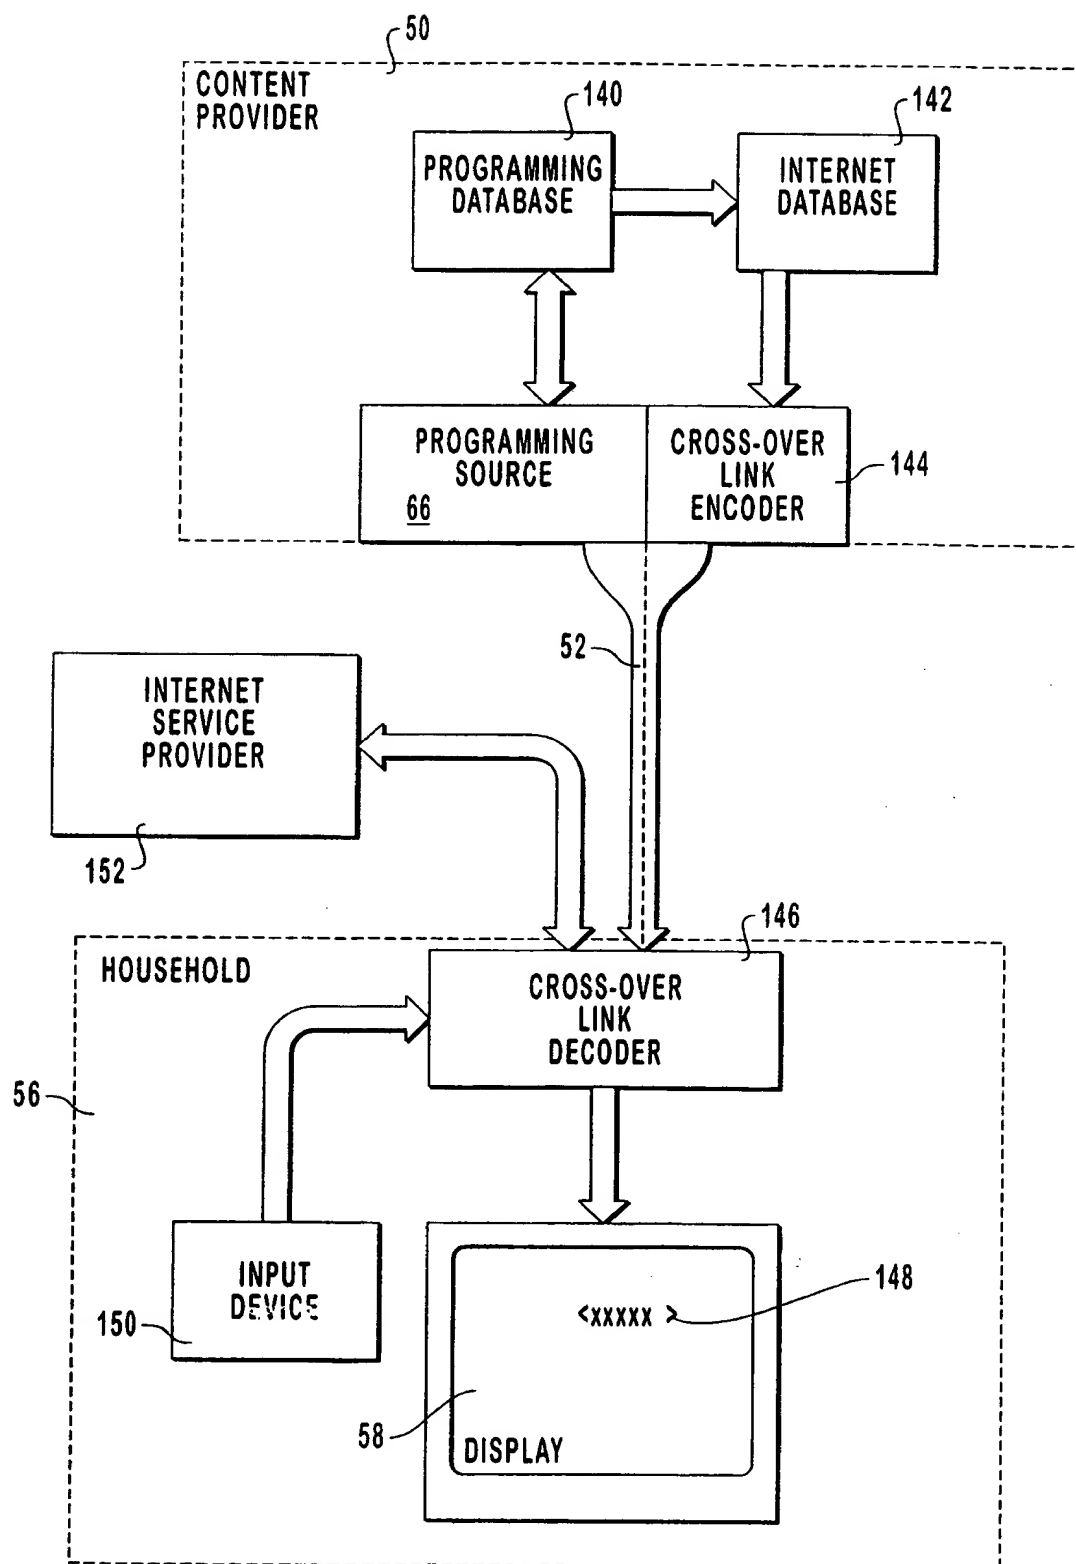 50
CONTENT
PROVIDER
140
142
PROGRAMMING
DATABASE
INTERNET
DATABASE
PROGRAMMING
SOURCE
66
CROSS-OVER
LINK
ENCODER
144
52
INTERNET
SERVICE
PROVIDER
152
146
HOUSEHOLD
CROSS-OVER
LINK
DECODER
56
INPUT
DEVICE
150
<xxxxx >
148
58
DISPLAY